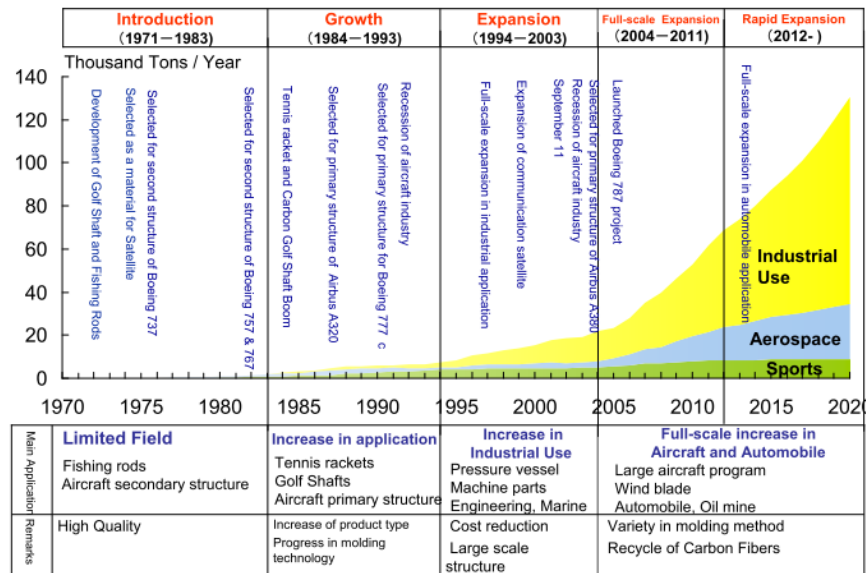 Introduction
(1971－1983)
Growth
(1984－1993)
Expansion
(1994－2003)
Full-scale Expansion
(2004－2011)
Rapid Expansion
(2012- )
Thousand Tons / Year
140
120
100
80
60
40
20
0
Development of Golf Shaft and Fishing Rods
Selected as a material for Satellite
Selected for second structure of Boeing 737
Selected for second structure of Boeing 757 & 767
Tennis racket and Carbon Golf Shaft Boom
Selected for primary structure of Airbus A320
Selected for primary structure for Boeing 777 c
Recession of aircraft industry
Full-scale expansion in industrial application
Expansion of communication satellite
September 11
Recession of aircraft industry
Selected for primary structure of Airbus A380
Launched Boeing 787 project
Full-scale expansion in automobile application
Industrial
Use
Aerospace
Sports
1970 1975 1980 1985 1990 1995 2000 2005 2010 2015 2020
Main Application
Limited Field
Fishing rods
Aircraft secondary structure
Increase in application
Tennis rackets
Golf Shafts
Aircraft primary structure
Increase in
Industrial Use
Pressure vessel
Machine parts
Engineering, Marine
Full-scale increase in
Aircraft and Automobile
Large aircraft program
Wind blade
Automobile, Oil mine
Remarks
High Quality
Increase of product type
Progress in molding
technology
Cost reduction
Large scale
structure
Variety in molding method
Recycle of Carbon Fibers